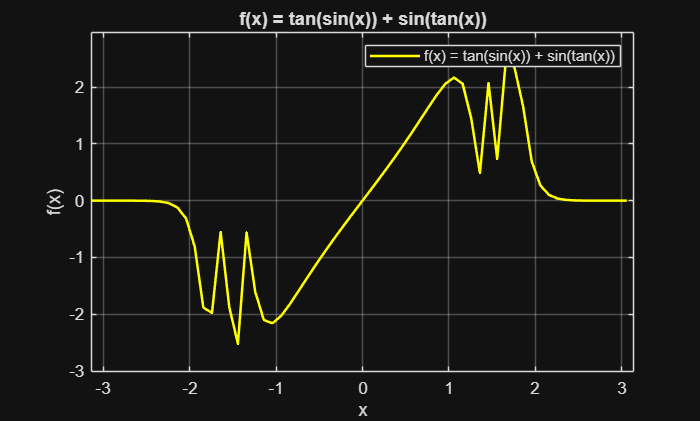 f(x) = tan(sin(x)) + sin(tan(x))
f(x) = tan(sin(x)) + sin(tan(x))
2
1
0
-1
-2
-3
f(x)
-3 -2 -1 0 1 2 3
x